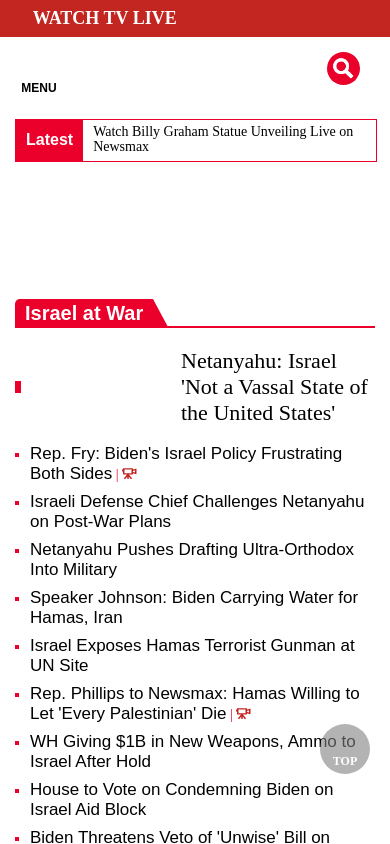 WATCH TV LIVE
MENU
Latest
Watch Billy Graham Statue Unveiling Live on
Newsmax
Israel at War
Netanyahu: Israel
'Not a Vassal State of
the United States'
Rep. Fry: Biden's Israel Policy Frustrating
Both Sides |
Israeli Defense Chief Challenges Netanyahu
on Post-War Plans
Netanyahu Pushes Drafting Ultra-Orthodox
Into Military
Speaker Johnson: Biden Carrying Water for
Hamas, Iran
Israel Exposes Hamas Terrorist Gunman at
UN Site
Rep. Phillips to Newsmax: Hamas Willing to
Let 'Every Palestinian' Die |
WH Giving $1B in New Weapons, Ammo to
Israel After Hold
TOP
House to Vote on Condemning Biden on
Israel Aid Block
Biden Threatens Veto of 'Unwise' Bill on